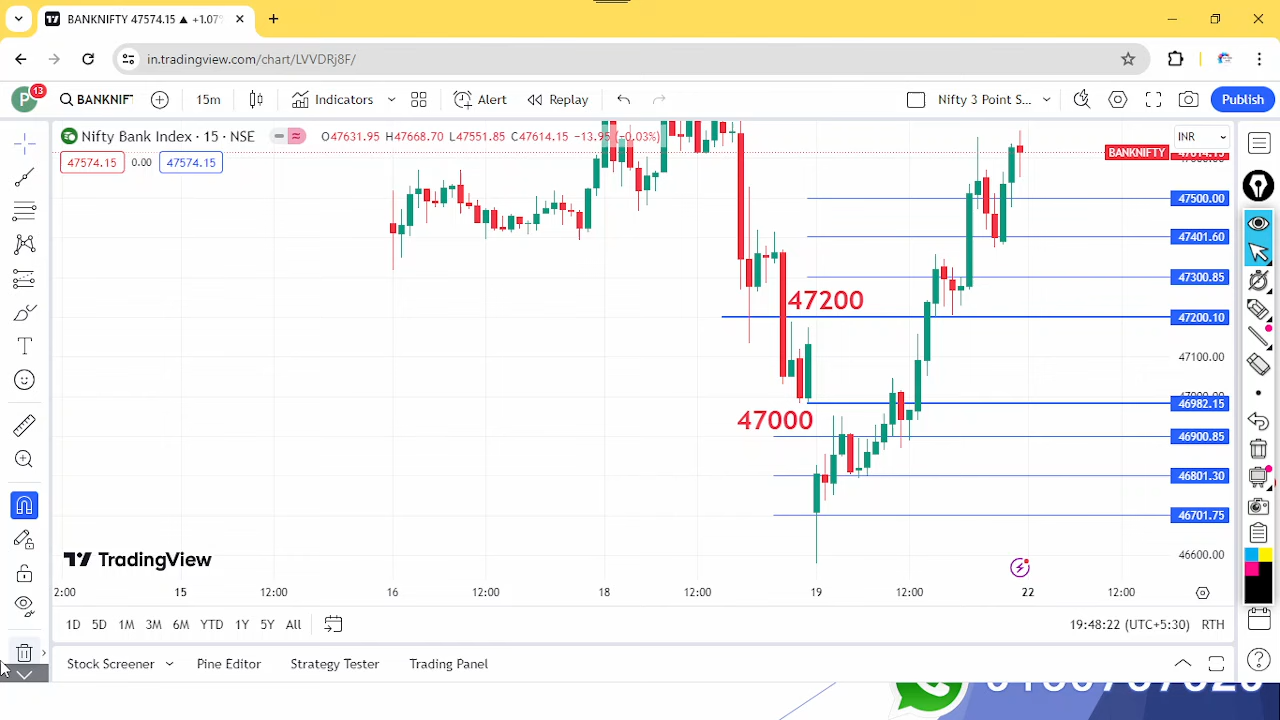 BANKNIFTY 47574.15 ▲ +1.07%
in.tradingview.com/chart/LVVDRj8F/
P 13 BANKNIFT 15m Indicators Alert Replay Nifty 3 Point S... Publish
Nifty Bank Index · 15 · NSE O47631.95 H47668.70 L47551.85 C47614.15 −13.95 (−0.03%) INR
47574.15 0.00 47574.15
BANKNIFTY 47614.15
47500.00
47401.60
47300.85
47200
47200.10
47100.00
46982.15
47000
46900.85
46801.30
46701.75
46600.00
TradingView
2:00 15 12:00 16 12:00 18 12:00 19 12:00 22 12:00
1D 5D 1M 3M 6M YTD 1Y 5Y All 19:48:22 (UTC+5:30) RTH
Stock Screener Pine Editor Strategy Tester Trading Panel